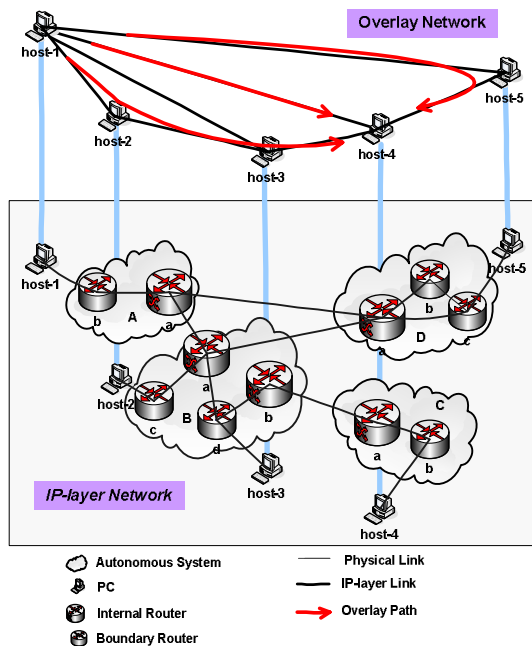 Overlay Network
host-1
host-5
host-2
host-4
host-3
host-1
host-5
b
A
a
b
a
D
c
a
host-2
c
B
b
d
C
a
b
host-3
IP-layer Network
host-4
Autonomous System
Physical Link
PC
IP-layer Link
Internal Router
Overlay Path
Boundary Router